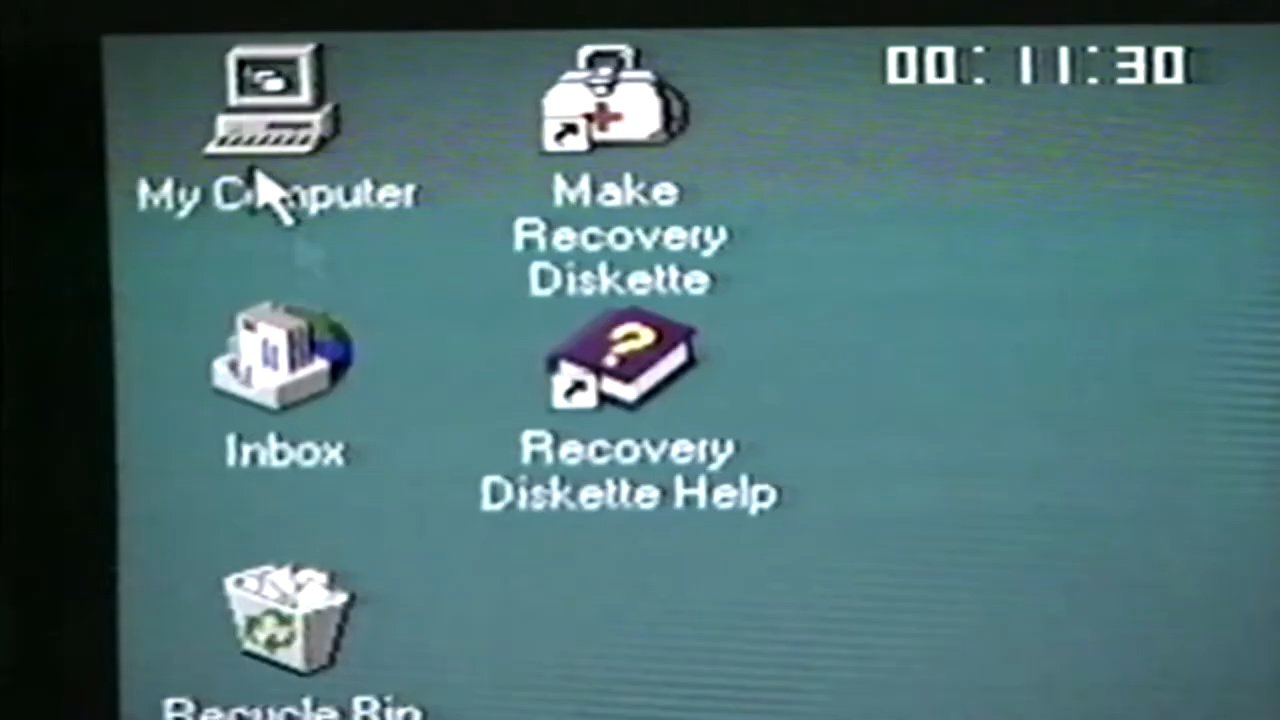 00:11:30
My Computer
Make
Recovery
Diskette
Inbox
Recovery
Diskette Help
Recycle Bin